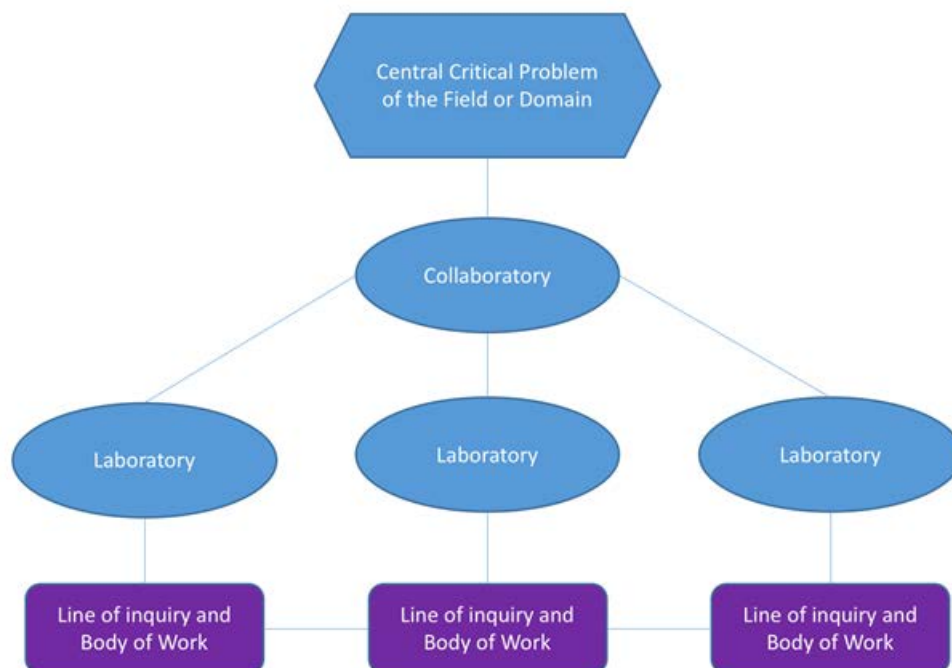 Central Critical Problem
of the Field or Domain
Collaboratory
Laboratory
Laboratory
Laboratory
Line of inquiry and
Body of Work
Line of inquiry and
Body of Work
Line of inquiry and
Body of Work